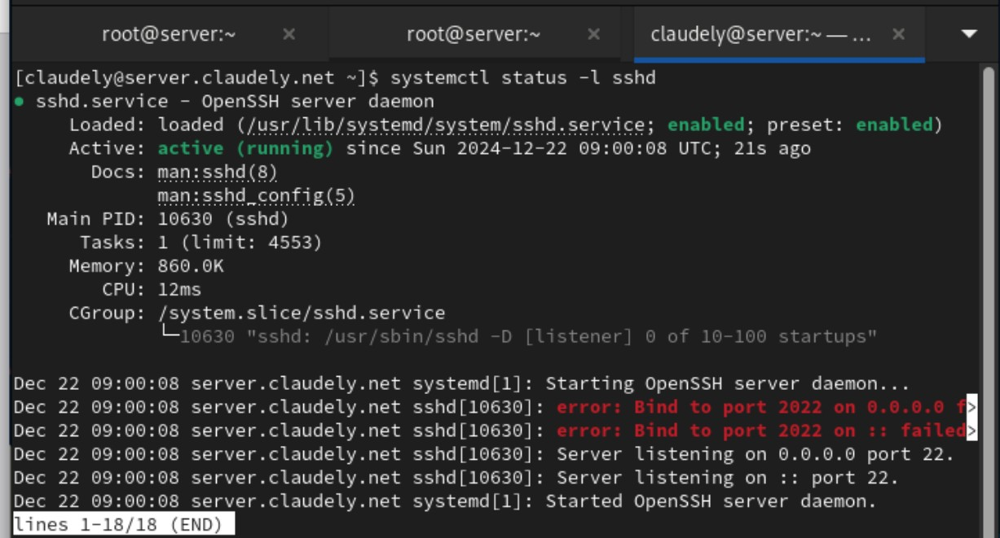 root@server:~ × root@server:~ × claudely@server:~ — ... ×
[claudely@server.claudely.net ~]$ systemctl status -l sshd
● sshd.service - OpenSSH server daemon
     Loaded: loaded (/usr/lib/systemd/system/sshd.service; enabled; preset: enabled)
     Active: active (running) since Sun 2024-12-22 09:00:08 UTC; 21s ago
       Docs: man:sshd(8)
             man:sshd_config(5)
   Main PID: 10630 (sshd)
      Tasks: 1 (limit: 4553)
     Memory: 860.0K
        CPU: 12ms
     CGroup: /system.slice/sshd.service
             └─10630 "sshd: /usr/sbin/sshd -D [listener] 0 of 10-100 startups"

Dec 22 09:00:08 server.claudely.net systemd[1]: Starting OpenSSH server daemon...
Dec 22 09:00:08 server.claudely.net sshd[10630]: error: Bind to port 2022 on 0.0.0.0 f>
Dec 22 09:00:08 server.claudely.net sshd[10630]: error: Bind to port 2022 on :: failed>
Dec 22 09:00:08 server.claudely.net sshd[10630]: Server listening on 0.0.0.0 port 22.
Dec 22 09:00:08 server.claudely.net sshd[10630]: Server listening on :: port 22.
Dec 22 09:00:08 server.claudely.net systemd[1]: Started OpenSSH server daemon.
lines 1-18/18 (END)